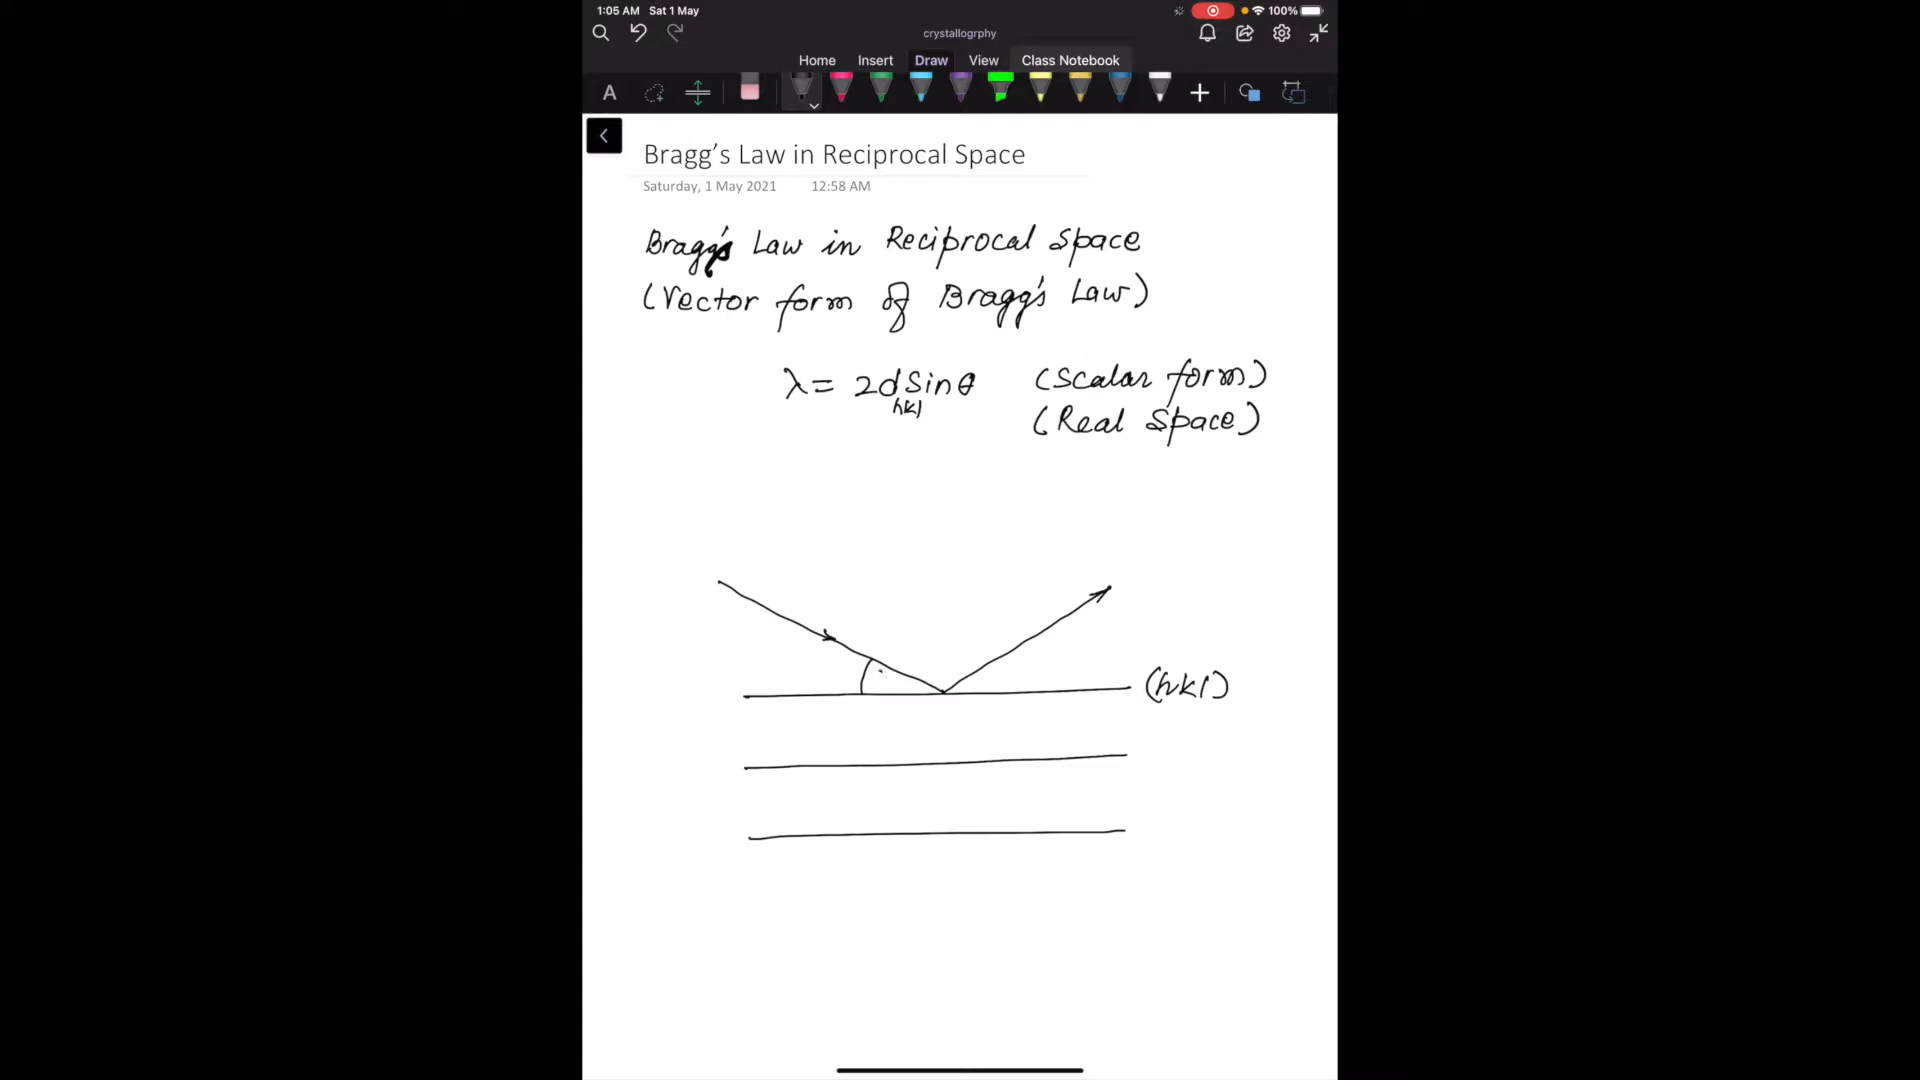 1:05 AM Sat 1 May 100%
crystallogrphy
Home Insert Draw View Class Notebook
A
Bragg's Law in Reciprocal Space
Saturday, 1 May 2021 12:58 AM
Bragg's Law in Reciprocal Space
(Vector form of Bragg's Law)
λ = 2d Sinθ (Scalar form)
hkl
(Real Space)
(hkl)